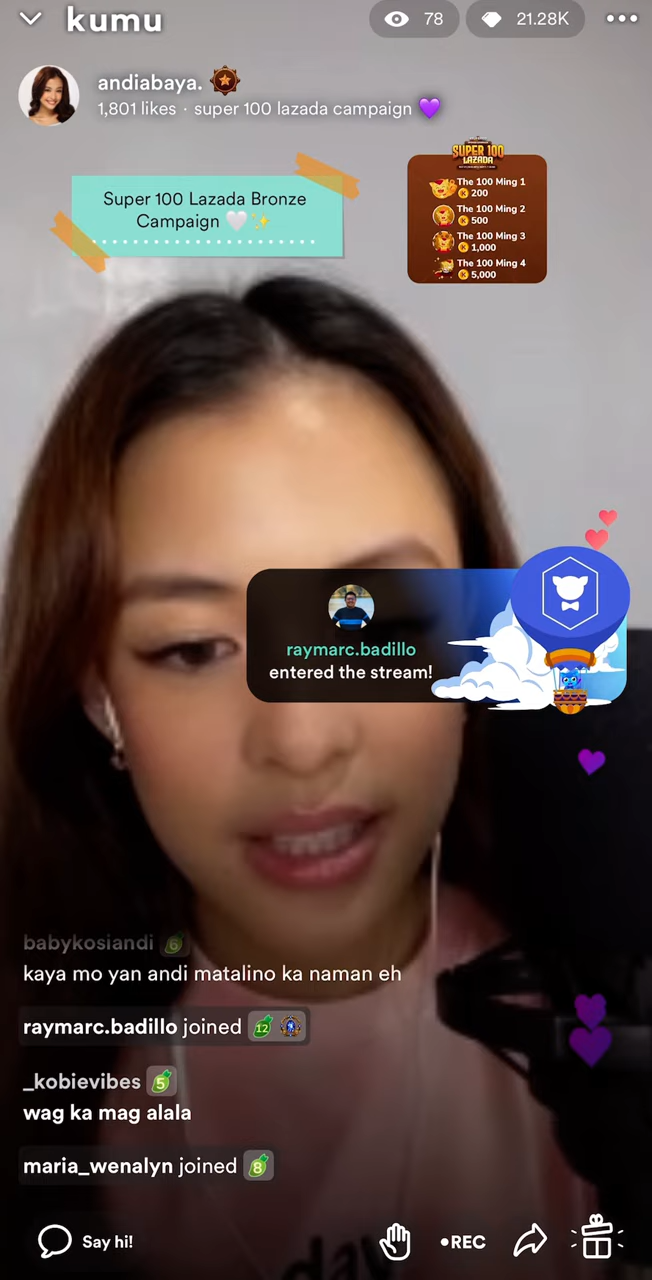 kumu
78
21.28K
andiabaya.
1,801 likes · super 100 lazada campaign 💜
Super 100 Lazada Bronze
Campaign 🤍✨
SUPER 100
LAZADA
The 100 Ming 1
200
The 100 Ming 2
500
The 100 Ming 3
1,000
The 100 Ming 4
5,000
raymarc.badillo
entered the stream!
babykosiandi 6
kaya mo yan andi matalino ka naman eh
raymarc.badillo joined 12
_kobievibes 5
wag ka mag alala
maria_wenalyn joined 8
Say hi!
•REC